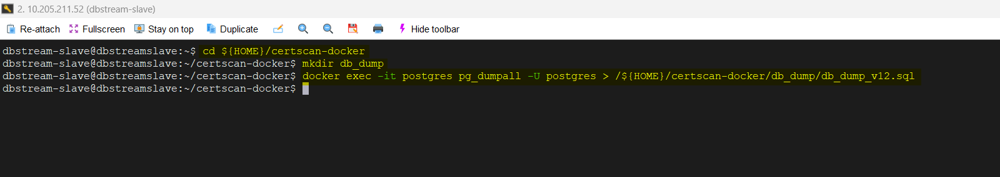 2. 10.205.211.52 (dbstream-slave)
Re-attach Fullscreen Stay on top Duplicate Hide toolbar
dbstream-slave@dbstreamslave:~$ cd ${HOME}/certscan-docker
dbstream-slave@dbstreamslave:~/certscan-docker$ mkdir db_dump
dbstream-slave@dbstreamslave:~/certscan-docker$ docker exec -it postgres pg_dumpall -U postgres > /${HOME}/certscan-docker/db_dump/db_dump_v12.sql
dbstream-slave@dbstreamslave:~/certscan-docker$